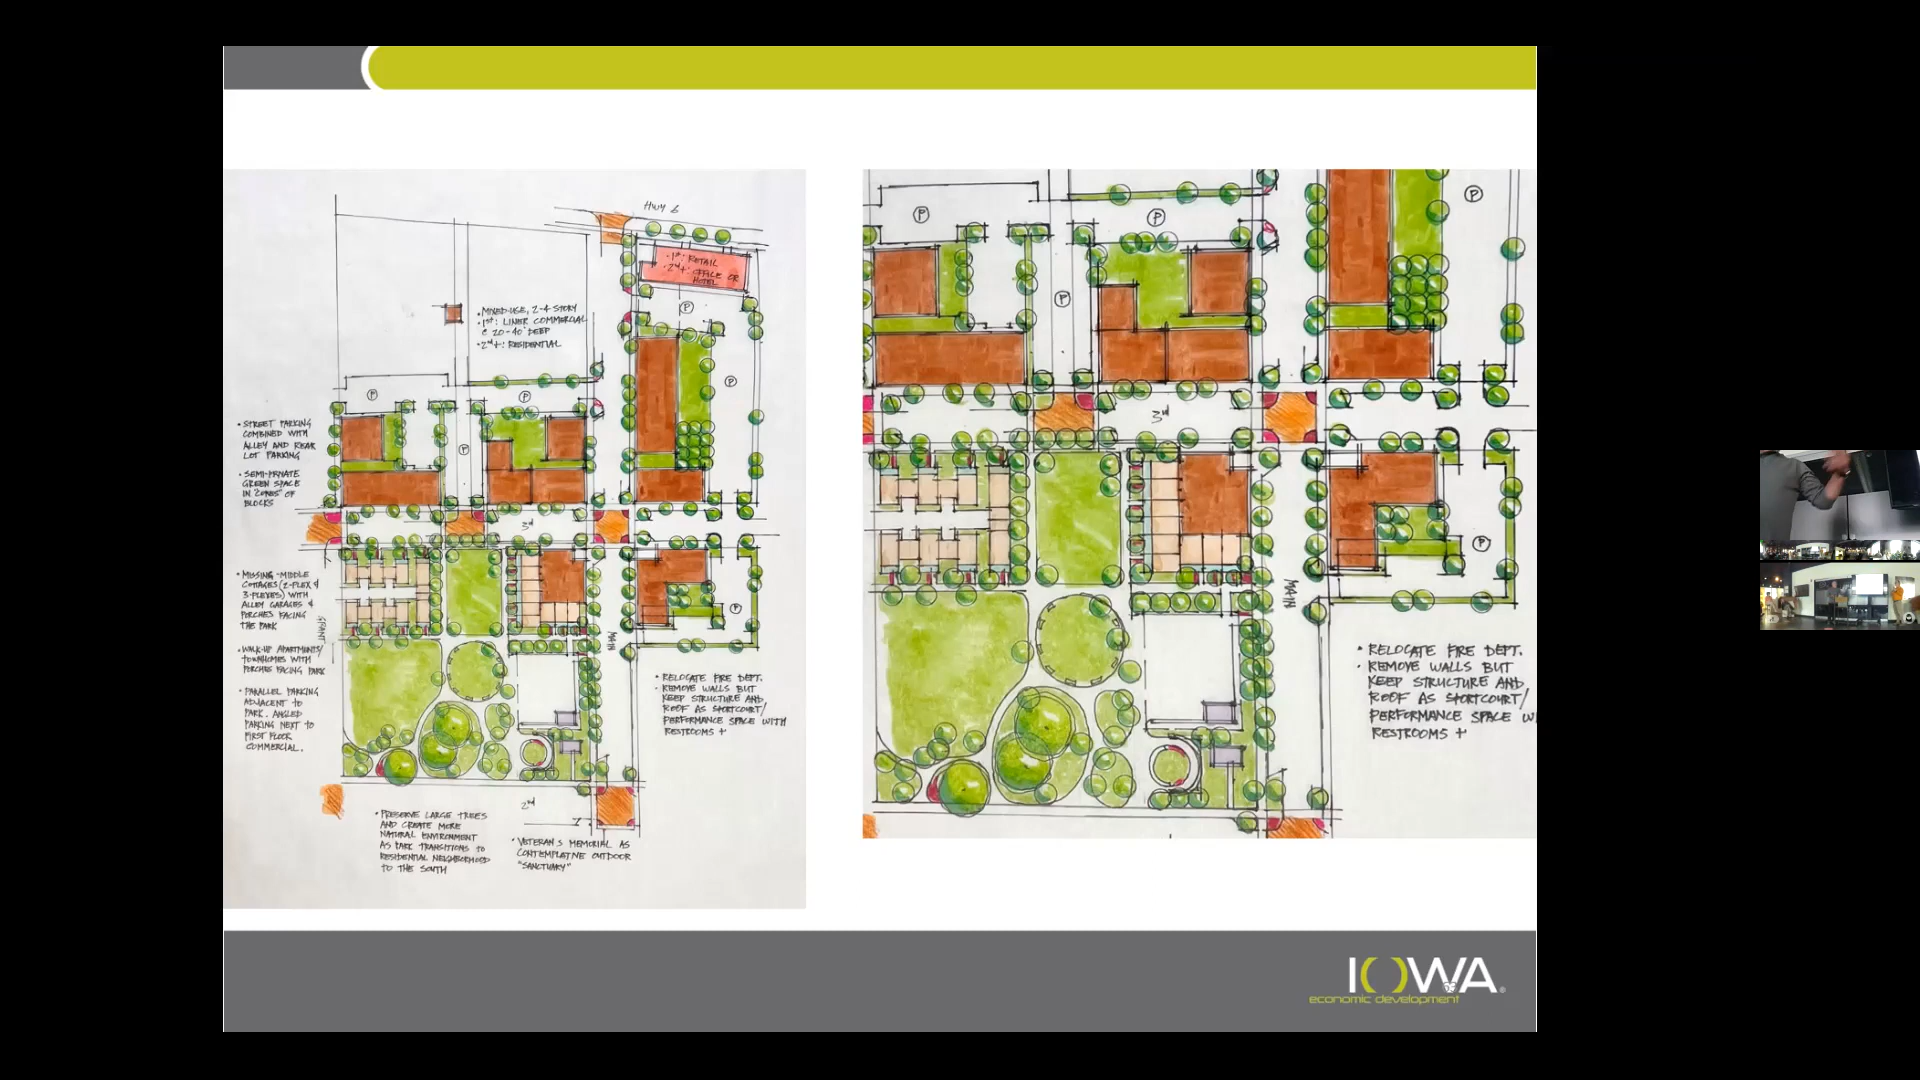 HWY 6
• 1ST: RETAIL
• 2ND+: OFFICE OR
HOTEL
• MIXED-USE, 2-4 STORY
• 1ST: LINER COMMERCIAL
@ 20-40' DEEP
• 2ND+: RESIDENTIAL
P
P
P
P
P
P
• STREET PARKING
COMBINED WITH
ALLEY AND REAR
LOT PARKING
• SEMI-PRIVATE
GREEN SPACE
IN "CORES" OF
BLOCKS
3rd
• MISSING-MIDDLE
COTTAGES (2-PLEX &
3-PLEXES) WITH
ALLEY GARAGES &
PORCHES FACING
THE PARK
GRANT
MAIN
• WALK-UP APARTMENTS/
TOWNHOMES WITH
PORCHES FACING PARK
• PARALLEL PARKING
ADJACENT TO
PARK. ANGLED
PARKING NEXT TO
FIRST FLOOR
COMMERCIAL.
• RELOCATE FIRE DEPT.
• REMOVE WALLS BUT
KEEP STRUCTURE AND
ROOF AS SPORTCOURT/
PERFORMANCE SPACE WITH
RESTROOMS +
2nd
• PRESERVE LARGE TREES
AND CREATE MORE
NATURAL ENVIRONMENT
AS PARK TRANSITIONS TO
RESIDENTIAL NEIGHBORHOOD
TO THE SOUTH
• VETERAN'S MEMORIAL AS
CONTEMPLATIVE OUTDOOR
"SANCTUARY"
P
P
P
P
3rd
P
MAIN
• RELOCATE FIRE DEPT.
• REMOVE WALLS BUT
KEEP STRUCTURE AND
ROOF AS SPORTCOURT/
PERFORMANCE SPACE W
RESTROOMS +
IOWA®
63
economic development